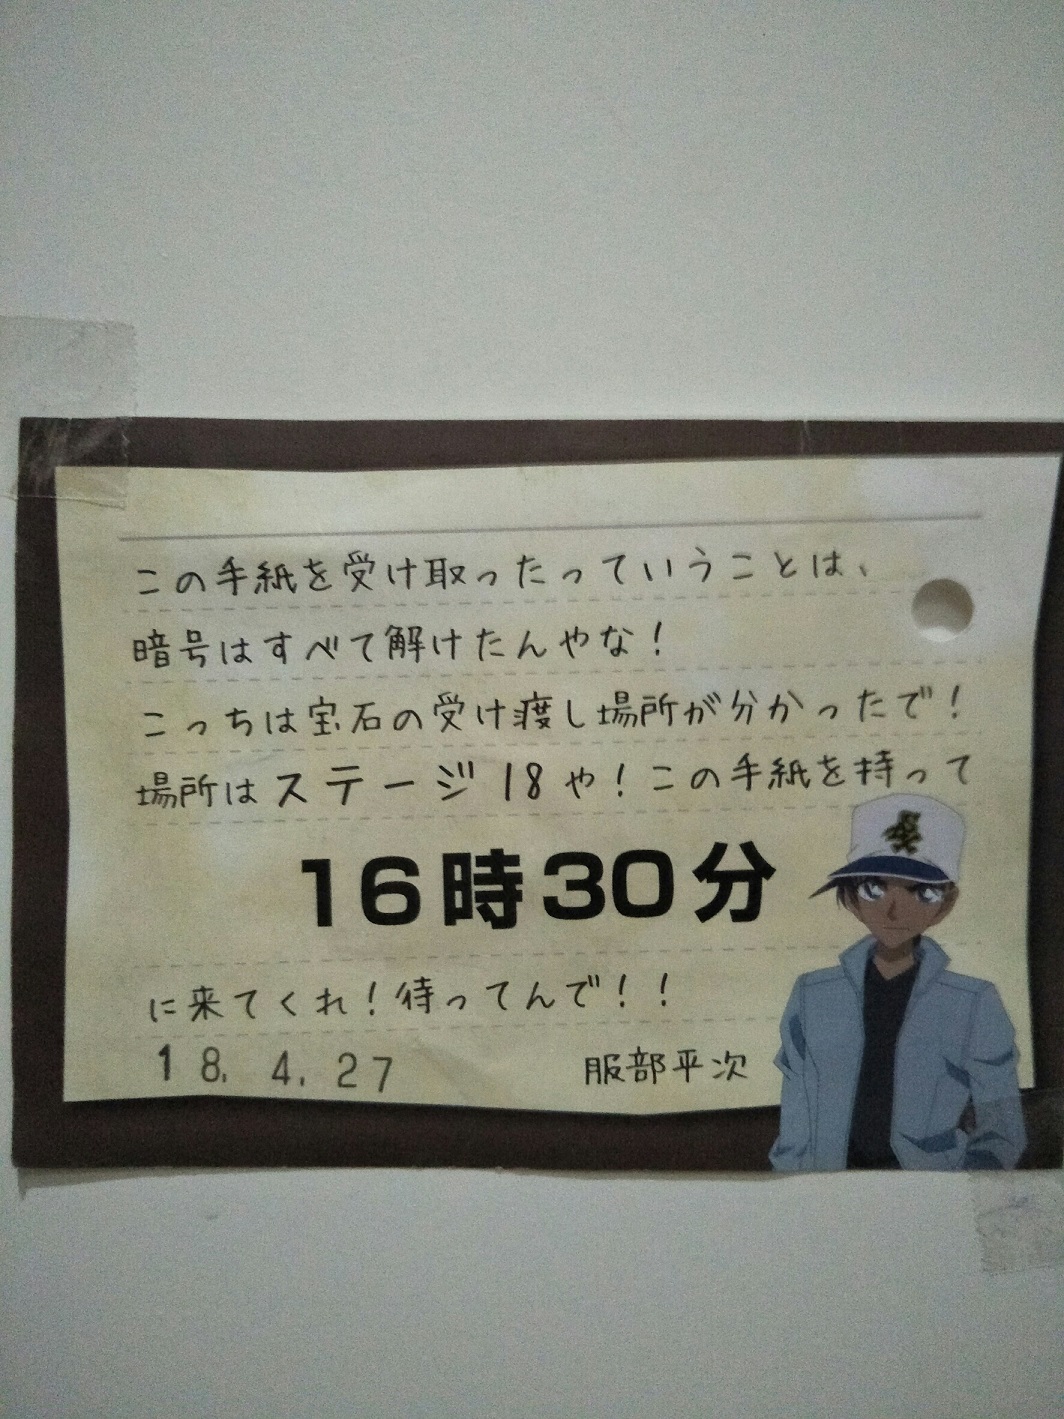 この手紙を受け取ったっていうことは、
暗号はすべて解けたんやな！
こっちは宝石の受け渡し場所が分かったで！
場所はステージ18や！この手紙を持って
16時30分
に来てくれ！待ってんで！！
18. 4. 27
服部平次